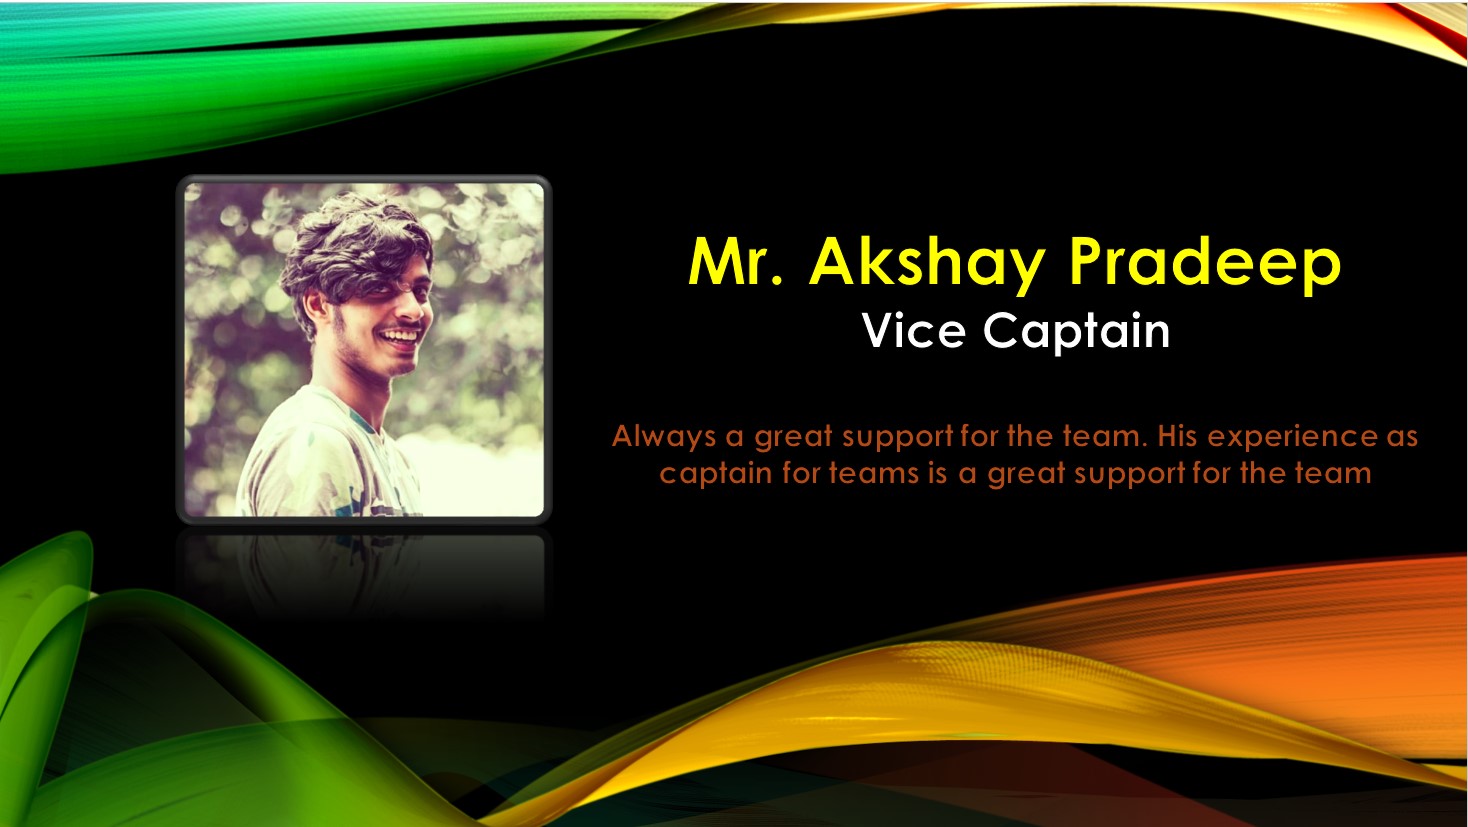 Mr. Akshay Pradeep
Vice Captain
Always a great support for the team. His experience as
captain for teams is a great support for the team